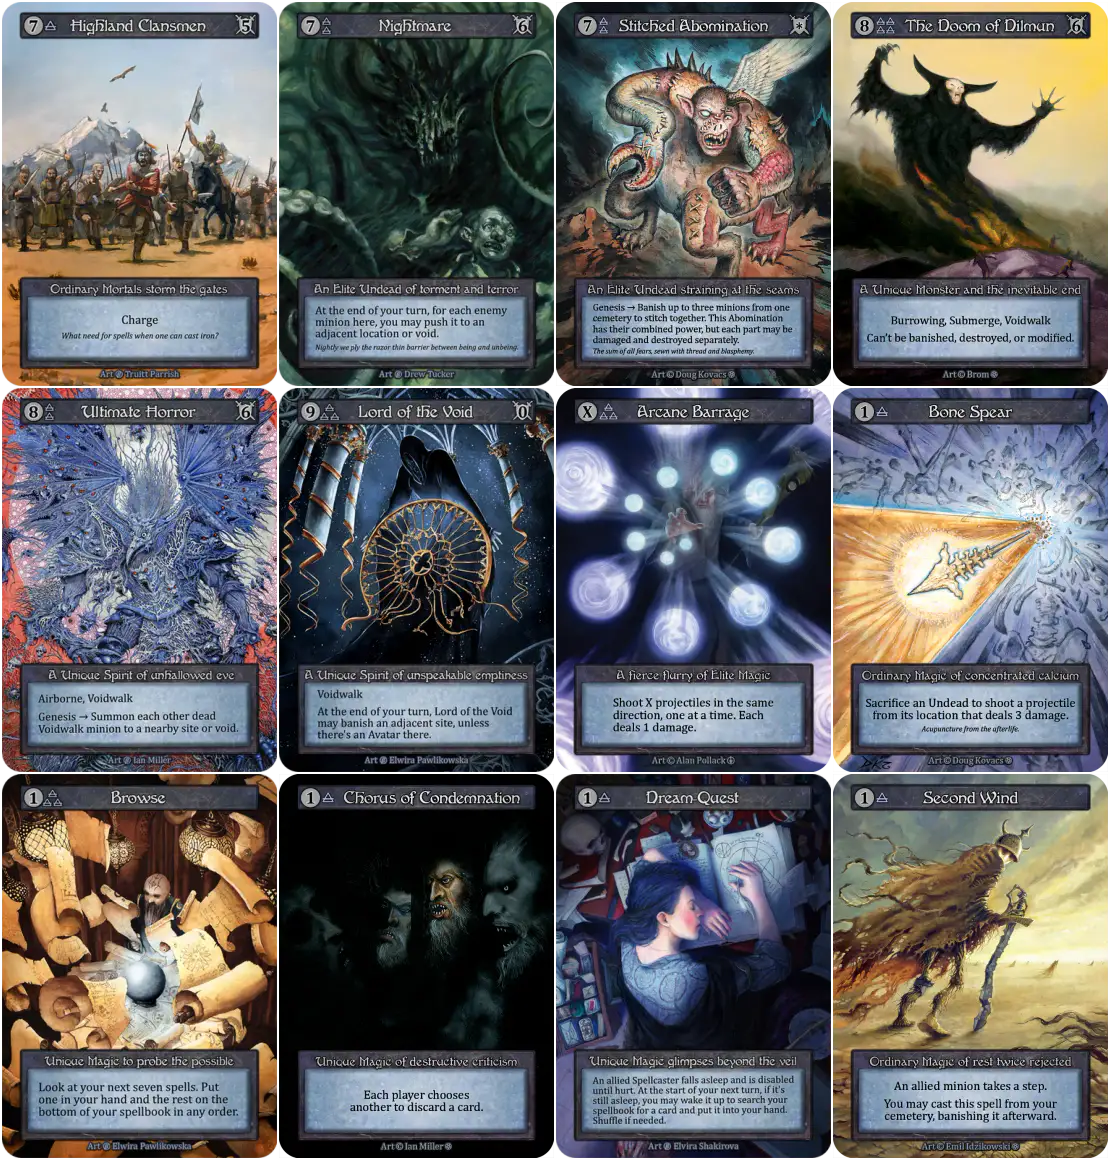 7 Highland Clansmen 5
Ordinary Mortals storm the gates
Charge
What need for spells when one can cast iron?
Art Truitt Parrish
7 Nightmare 6
An Elite Undead of torment and terror
At the end of your turn, for each enemy
minion here, you may push it to an
adjacent location or void.
Nightly we ply the razor thin barrier between being and unbeing.
Art Drew Tucker
7 Stitched Abomination *
An Elite Undead straining at the seams
Genesis → Banish up to three minions from one
cemetery to stitch together. This Abomination
has their combined power, but each part may be
damaged and destroyed separately.
The sum of all fears, sewn with thread and blasphemy.
Art © Doug Kovacs
8 The Doom of Dilmun 6
A Unique Monster and the inevitable end
Burrowing, Submerge, Voidwalk
Can't be banished, destroyed, or modified.
Art © Brom
8 Ultimate Horror 6
A Unique Spirit of unhallowed eve
Airborne, Voidwalk
Genesis → Summon each other dead
Voidwalk minion to a nearby site or void.
Art Ian Miller
9 Lord of the Void 0
A Unique Spirit of unspeakable emptiness
Voidwalk
At the end of your turn, Lord of the Void
may banish an adjacent site, unless
there's an Avatar there.
Art Elwira Pawlikowska
X Arcane Barrage
A fierce flurry of Elite Magic
Shoot X projectiles in the same
direction, one at a time. Each
deals 1 damage.
Art © Alan Pollack
1 Bone Spear
Ordinary Magic of concentrated calcium
Sacrifice an Undead to shoot a projectile
from its location that deals 3 damage.
Acupuncture from the afterlife.
Art © Doug Kovacs
1 Browse
Unique Magic to probe the possible
Look at your next seven spells. Put
one in your hand and the rest on the
bottom of your spellbook in any order.
Art Elwira Pawlikowska
1 Chorus of Condemnation
Unique Magic of destructive criticism
Each player chooses
another to discard a card.
Art © Ian Miller
1 Dream-Quest
Unique Magic glimpses beyond the veil
An allied Spellcaster falls asleep and is disabled
until hurt. At the start of your next turn, if it's
still asleep, you may wake it up to search your
spellbook for a card and put it into your hand.
Shuffle if needed.
Art Elvira Shakirova
1 Second Wind
Ordinary Magic of rest twice rejected
An allied minion takes a step.
You may cast this spell from your
cemetery, banishing it afterward.
Art © Emil Idzikowski